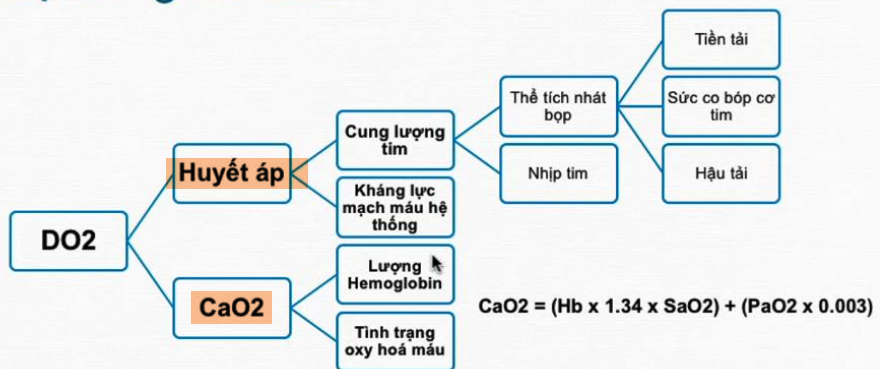 DO2
Huyết áp
CaO2
Cung lượng
tim
Kháng lực
mạch máu hệ
thống
Lượng
Hemoglobin
Tình trạng
oxy hoá máu
Thể tích nhát
bọp
Nhịp tim
Tiền tải
Sức co bóp cơ
tim
Hậu tải
CaO2 = (Hb x 1.34 x SaO2) + (PaO2 x 0.003)